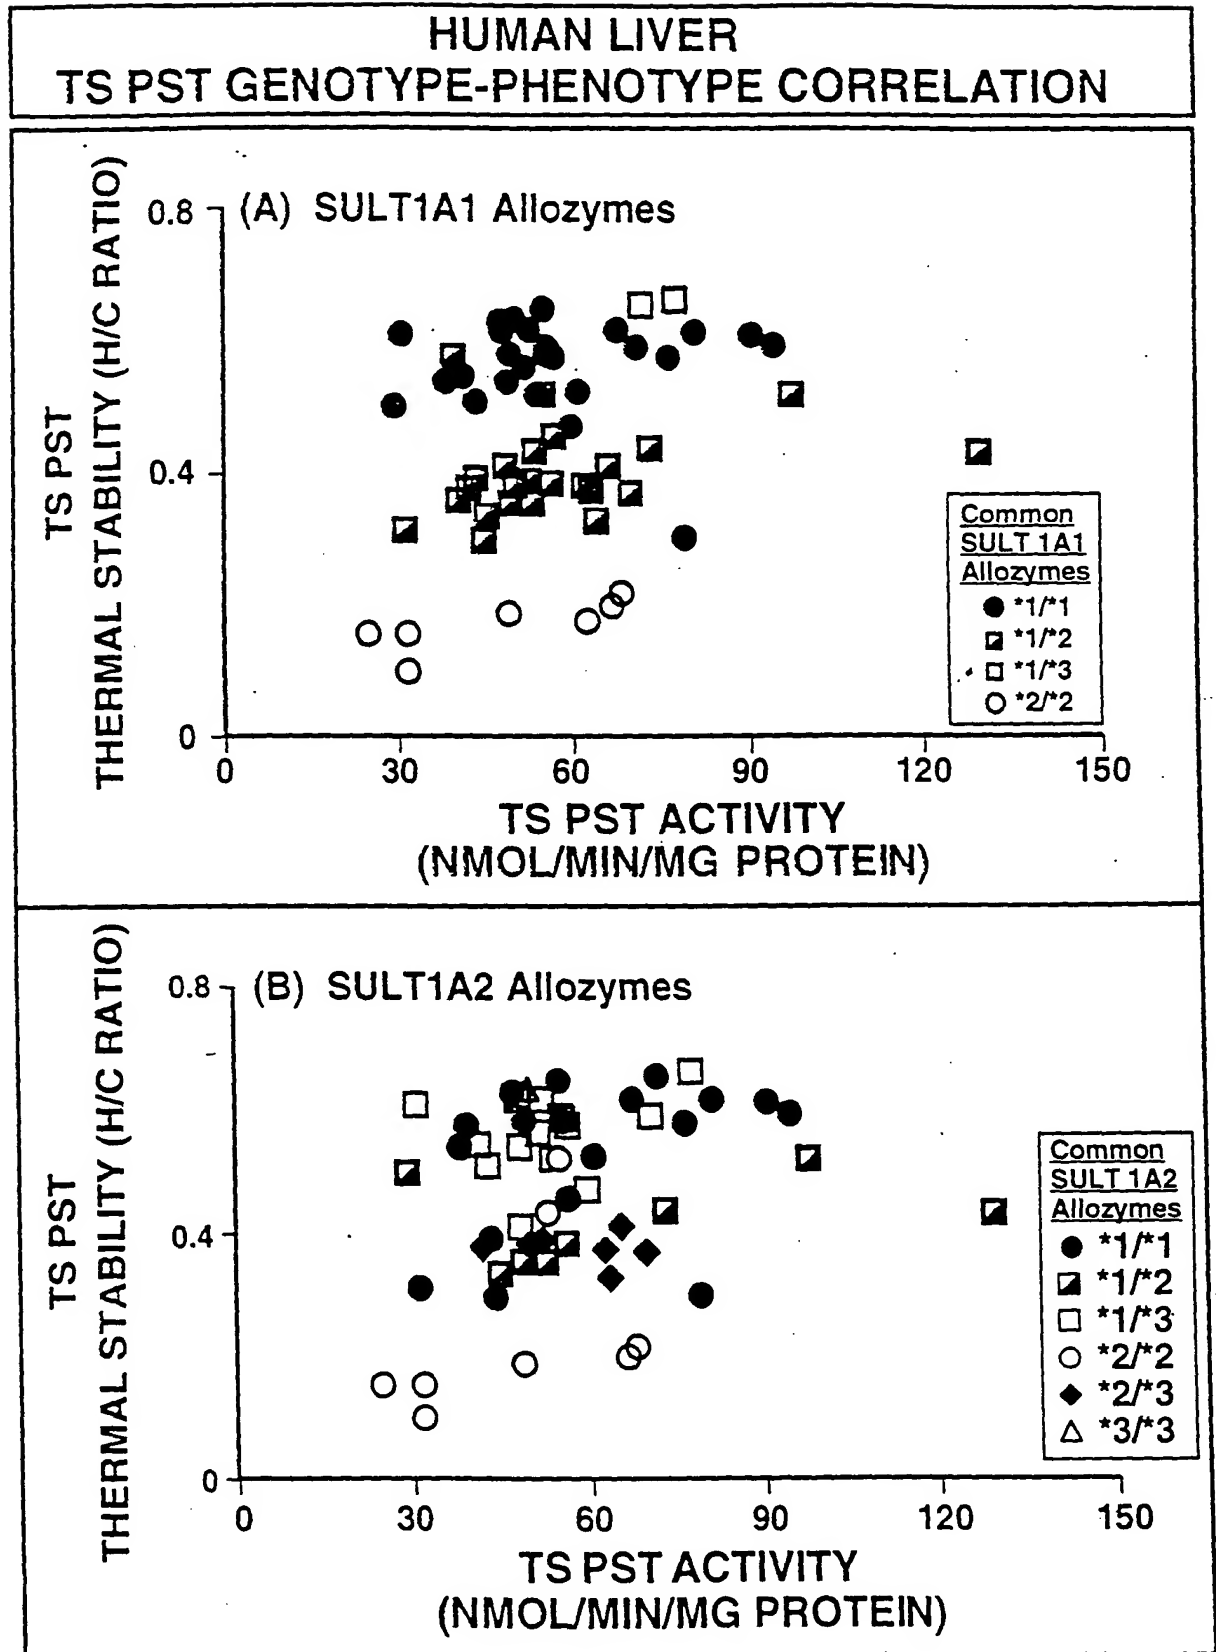 HUMAN LIVER
TS PST GENOTYPE-PHENOTYPE CORRELATION
(A) SULT1A1 Allozymes
TS PST
THERMAL STABILITY (H/C RATIO)
0.8
0.4
0
0
30
60
90
120
150
TS PST ACTIVITY
(NMOL/MIN/MG PROTEIN)
Common
SULT 1A1
Allozymes
*1/*1
*1/*2
*1/*3
*2/*2
(B) SULT1A2 Allozymes
TS PST
THERMAL STABILITY (H/C RATIO)
0.8
0.4
0
0
30
60
90
120
150
TS PST ACTIVITY
(NMOL/MIN/MG PROTEIN)
Common
SULT 1A2
Allozymes
*1/*1
*1/*2
*1/*3
*2/*2
*2/*3
*3/*3